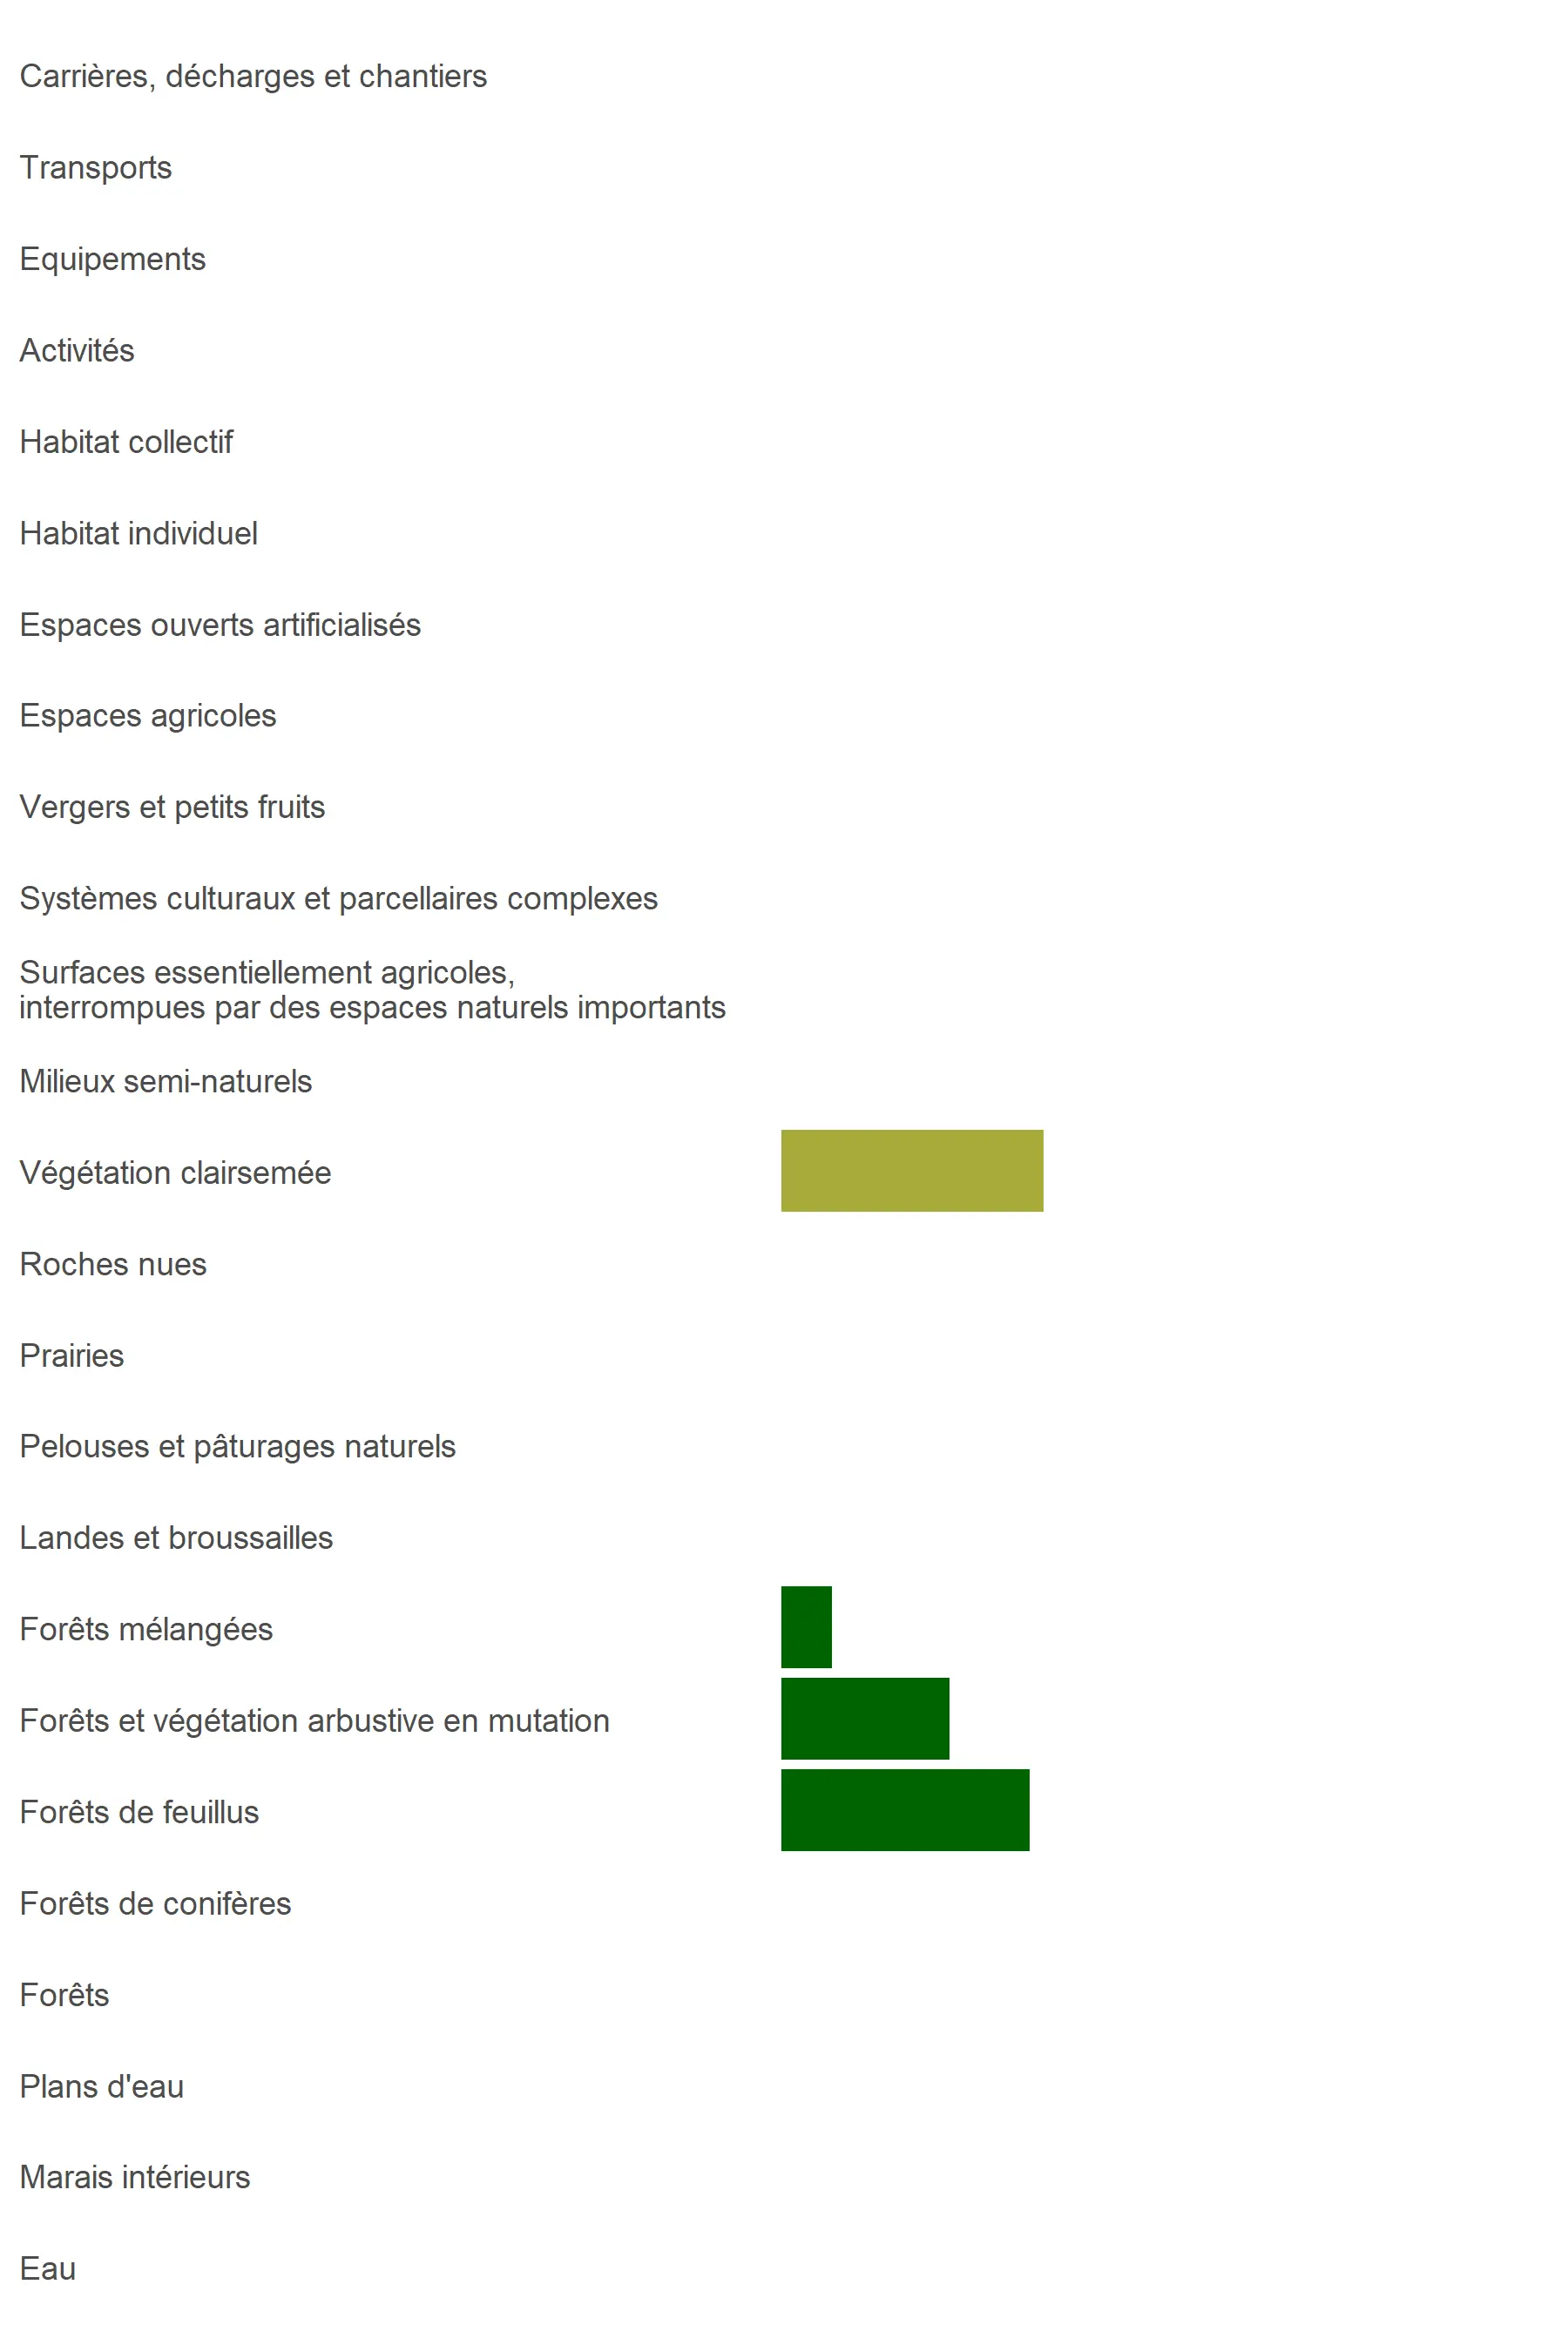 Carrières, décharges et chantiers
Transports
Equipements
Activités
Habitat collectif
Habitat individuel
Espaces ouverts artificialisés
Espaces agricoles
Vergers et petits fruits
Systèmes culturaux et parcellaires complexes
Surfaces essentiellement agricoles,
interrompues par des espaces naturels importants
Milieux semi-naturels
Végétation clairsemée
Roches nues
Prairies
Pelouses et pâturages naturels
Landes et broussailles
Forêts mélangées
Forêts et végétation arbustive en mutation
Forêts de feuillus
Forêts de conifères
Forêts
Plans d'eau
Marais intérieurs
Eau